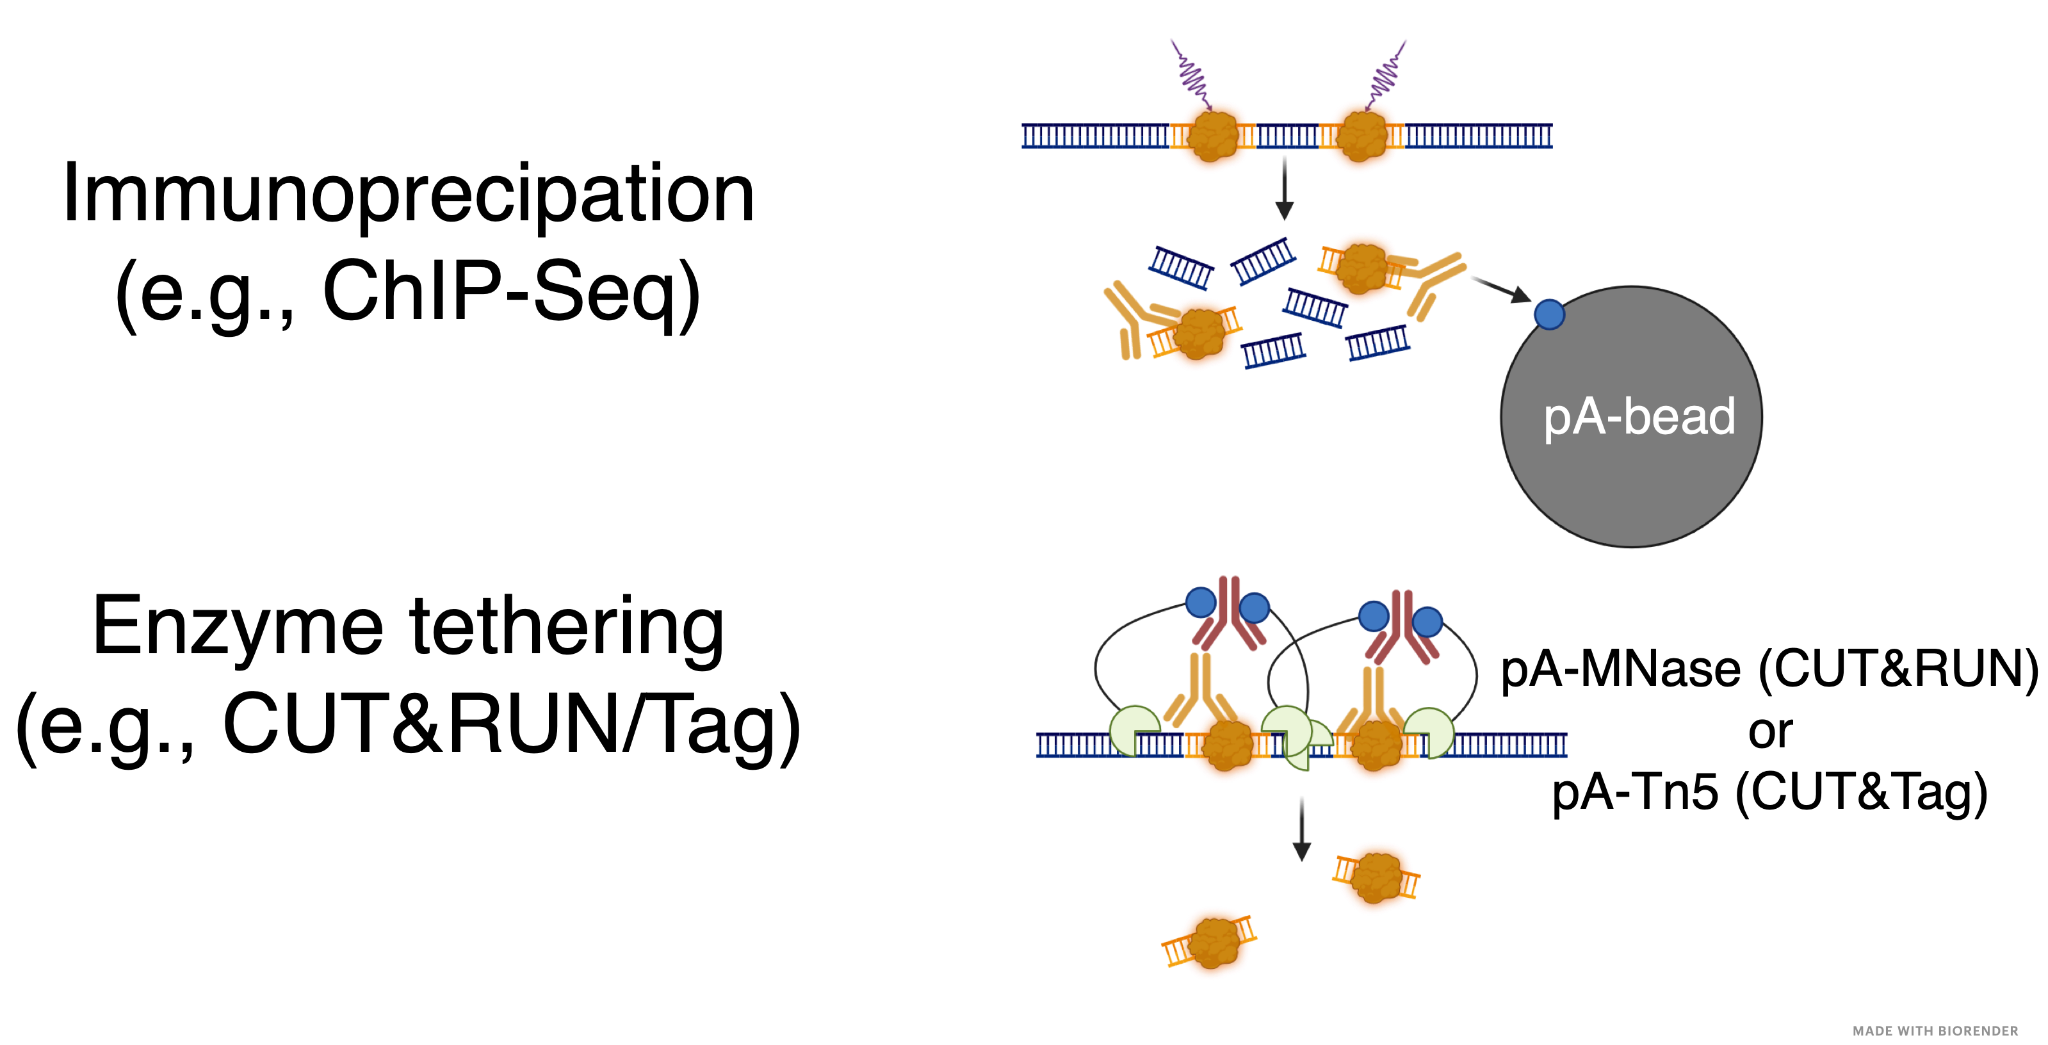 Immunoprecipation
(e.g., ChIP-Seq)
pA-bead
Enzyme tethering
(e.g., CUT&RUN/Tag)
pA-MNase (CUT&RUN)
or
pA-Tn5 (CUT&Tag)
MADE WITH BIORENDER